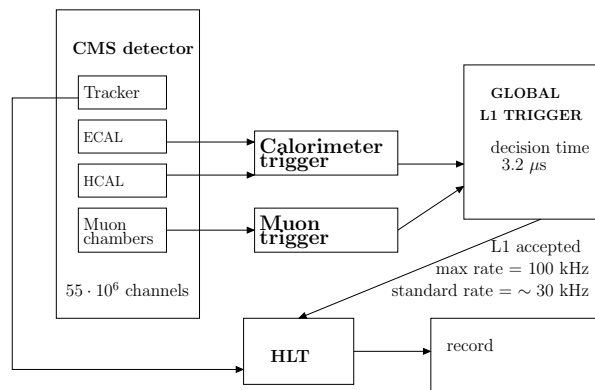 CMS detector
Tracker
ECAL
HCAL
Muon
chambers
55 · 10⁶ channels
Calorimeter
trigger
Muon
trigger
GLOBAL
L1 TRIGGER
decision time
3.2 μs
L1 accepted
max rate = 100 kHz
standard rate = ∼ 30 kHz
HLT
record